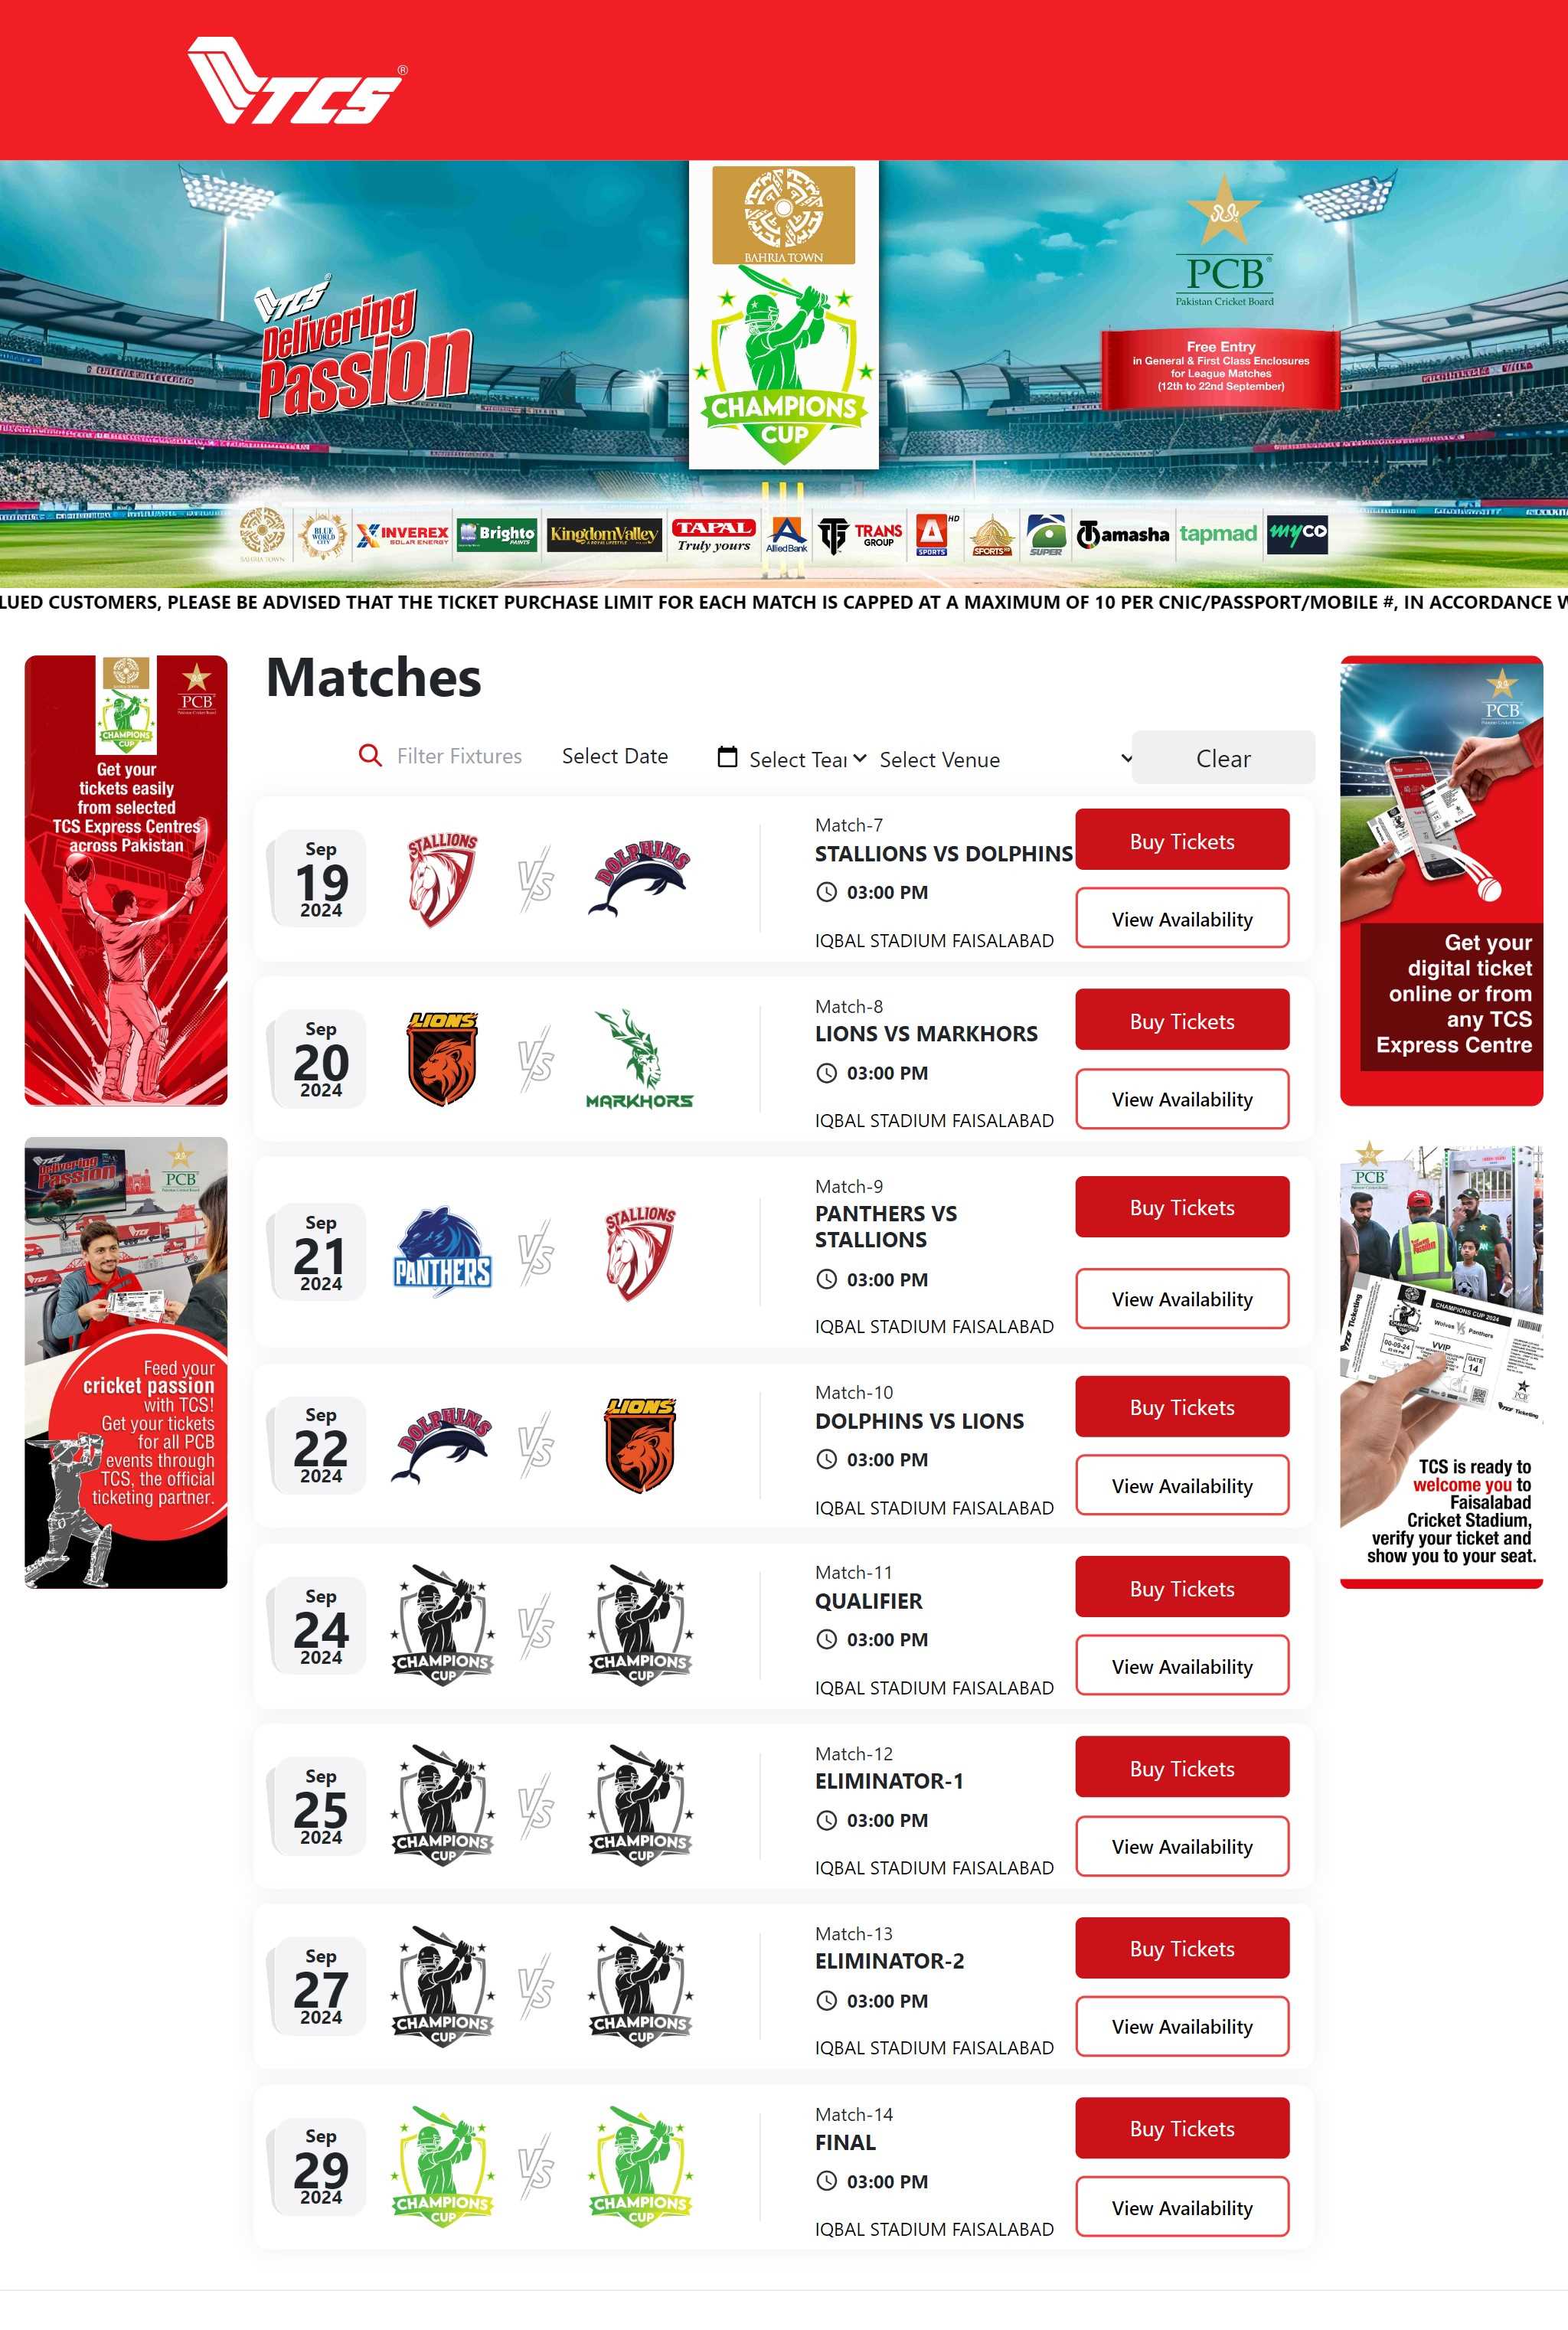 TCS®
BAHRIA TOWN
CHAMPIONS
CUP
TCS
Delivering
Passion
PCB
Pakistan Cricket Board
Free Entry
in General & First Class Enclosures
for League Matches
(12th to 22nd September)
BAHRIA TOWN
BLUE
WORLD
CITY
INVEREX
SOLAR ENERGY
Brighto
PAINTS
KingdomValley
TAPAL
Truly yours
AlliedBank
TRANS
GROUP
A HD
SPORTS
SPORTS HD
SUPER
tamasha
tapmad
myco
LUED CUSTOMERS, PLEASE BE ADVISED THAT THE TICKET PURCHASE LIMIT FOR EACH MATCH IS CAPPED AT A MAXIMUM OF 10 PER CNIC/PASSPORT/MOBILE #, IN ACCORDANCE W
PCB
CHAMPIONS
CUP
Get your
tickets easily
from selected
TCS Express Centres
across Pakistan
TCS
Delivering
Passion
PCB
Feed your
cricket passion
with TCS!
Get your tickets
for all PCB
events through
TCS, the official
ticketing partner.
Matches
Filter Fixtures
Select Date
Select Tear
Select Venue
Clear
Sep
19
2024
STALLIONS
VS
DOLPHINS
Match-7
STALLIONS VS DOLPHINS
03:00 PM
IQBAL STADIUM FAISALABAD
Buy Tickets
View Availability
Sep
20
2024
LIONS
VS
MARKHORS
Match-8
LIONS VS MARKHORS
03:00 PM
IQBAL STADIUM FAISALABAD
Buy Tickets
View Availability
Sep
21
2024
PANTHERS
VS
STALLIONS
Match-9
PANTHERS VS
STALLIONS
03:00 PM
IQBAL STADIUM FAISALABAD
Buy Tickets
View Availability
Sep
22
2024
DOLPHINS
VS
LIONS
Match-10
DOLPHINS VS LIONS
03:00 PM
IQBAL STADIUM FAISALABAD
Buy Tickets
View Availability
Sep
24
2024
CHAMPIONS
CUP
VS
CHAMPIONS
CUP
Match-11
QUALIFIER
03:00 PM
IQBAL STADIUM FAISALABAD
Buy Tickets
View Availability
Sep
25
2024
CHAMPIONS
CUP
VS
CHAMPIONS
CUP
Match-12
ELIMINATOR-1
03:00 PM
IQBAL STADIUM FAISALABAD
Buy Tickets
View Availability
Sep
27
2024
CHAMPIONS
CUP
VS
CHAMPIONS
CUP
Match-13
ELIMINATOR-2
03:00 PM
IQBAL STADIUM FAISALABAD
Buy Tickets
View Availability
Sep
29
2024
CHAMPIONS
CUP
VS
CHAMPIONS
CUP
Match-14
FINAL
03:00 PM
IQBAL STADIUM FAISALABAD
Buy Tickets
View Availability
PCB
Get your
digital ticket
online or from
any TCS
Express Centre
PCB
CHAMPIONS CUP 2024
Wolves VS Panthers
VVIP
GATE
14
TCS Ticketing
TCS is ready to
welcome you to
Faisalabad
Cricket Stadium,
verify your ticket and
show you to your seat.